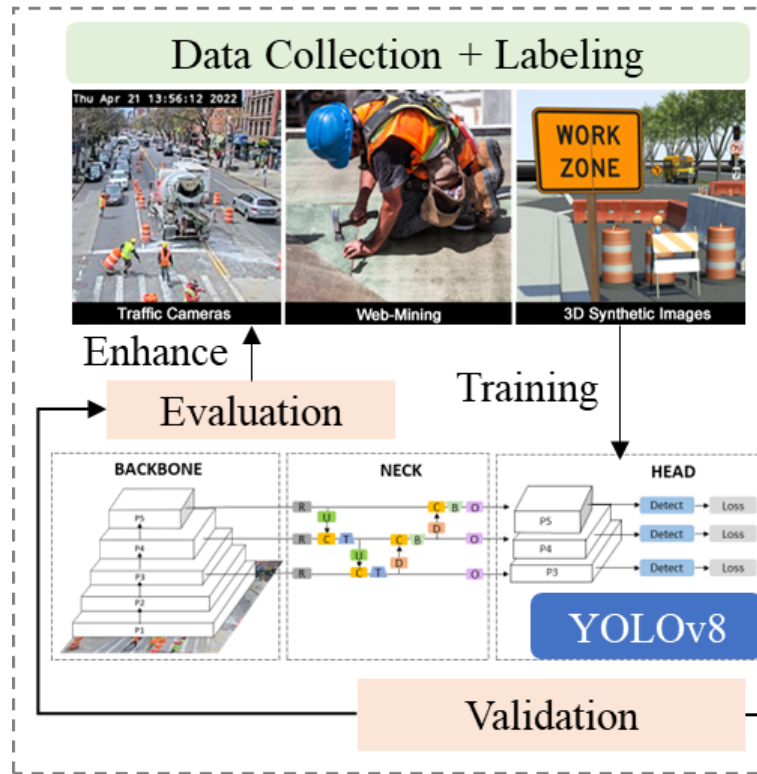 Data Collection + Labeling
Thu Apr 21 13:56:12 2022
WORK
ZONE
Traffic Cameras
Web-Mining
3D Synthetic Images
Enhance
Training
Evaluation
BACKBONE
NECK
HEAD
P5
P4
P3
P2
P1
R
C
B
O
U
D
R
C
T
C
B
O
U
D
R
C
T
O
P5
P4
P3
Detect
Loss
Detect
Loss
Detect
Loss
YOLOv8
Validation